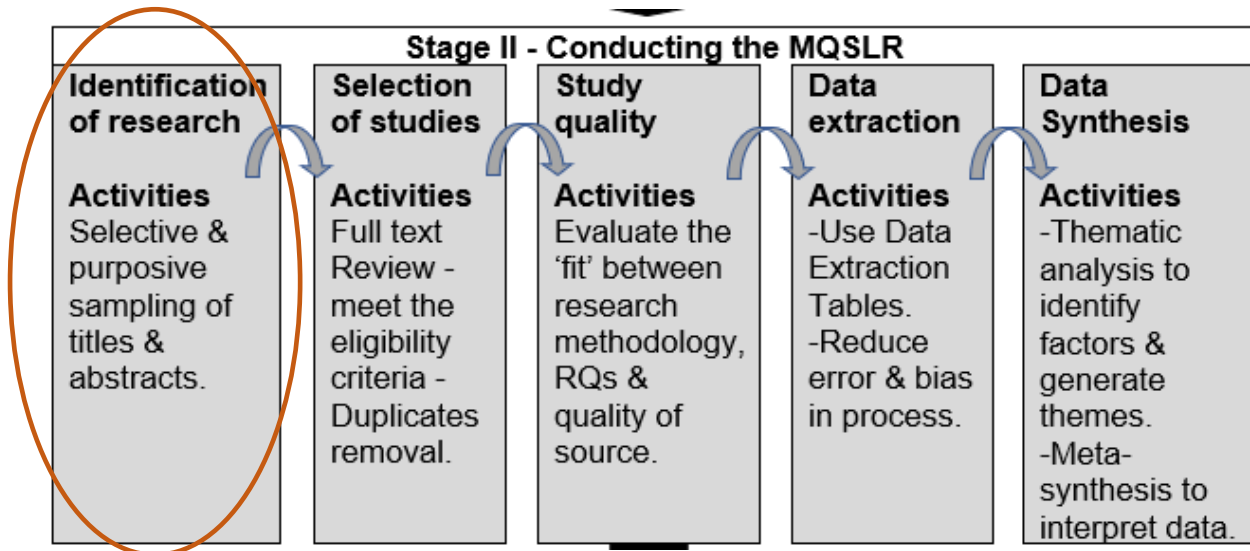 Stage II - Conducting the MQSLR
Identification
of research
Activities
Selective &
purposive
sampling of
titles &
abstracts.
Selection
of studies
Activities
Full text
Review -
meet the
eligibility
criteria -
Duplicates
removal.
Study
quality
Activities
Evaluate the
‘fit’ between
research
methodology,
RQs &
quality of
source.
Data
extraction
Activities
-Use Data
Extraction
Tables.
-Reduce
error & bias
in process.
Data
Synthesis
Activities
-Thematic
analysis to
identify
factors &
generate
themes.
-Meta-
synthesis to
interpret data.